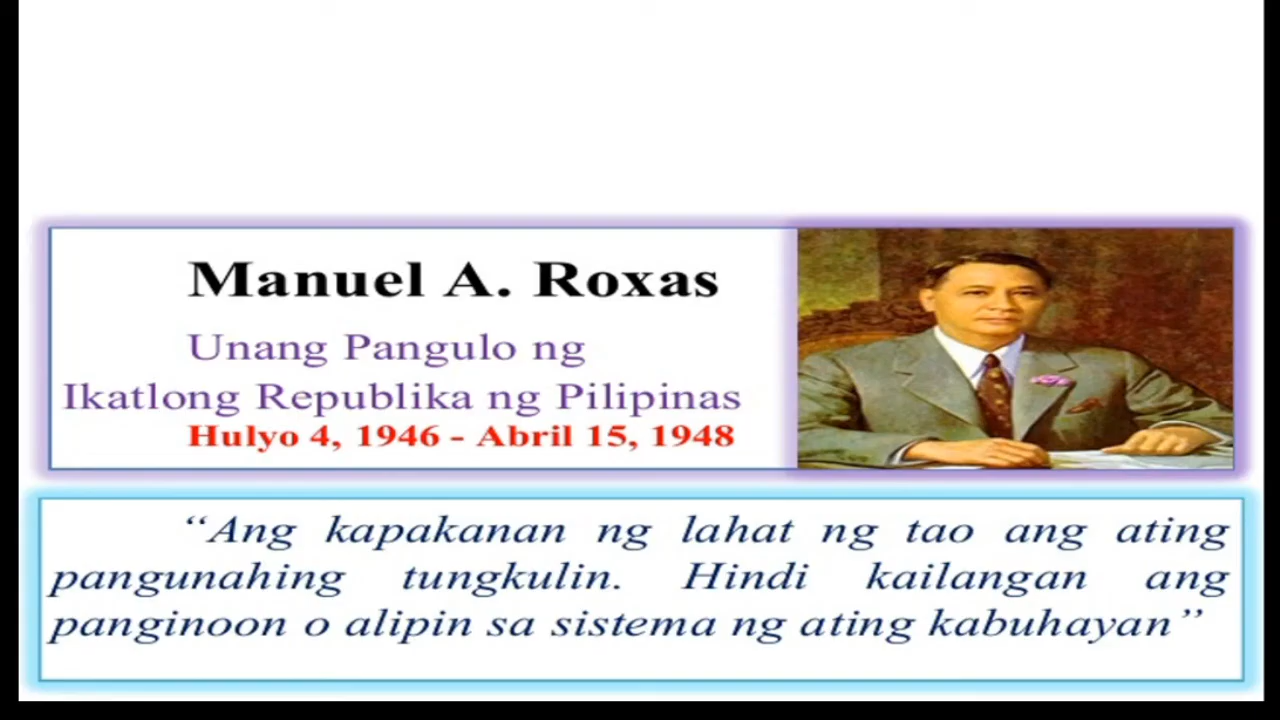 Manuel A. Roxas
Unang Pangulo ng
Ikatlong Republika ng Pilipinas
Hulyo 4, 1946 - Abril 15, 1948
“Ang kapakanan ng lahat ng tao ang ating
pangunahing tungkulin. Hindi kailangan ang
panginoon o alipin sa sistema ng ating kabuhayan”